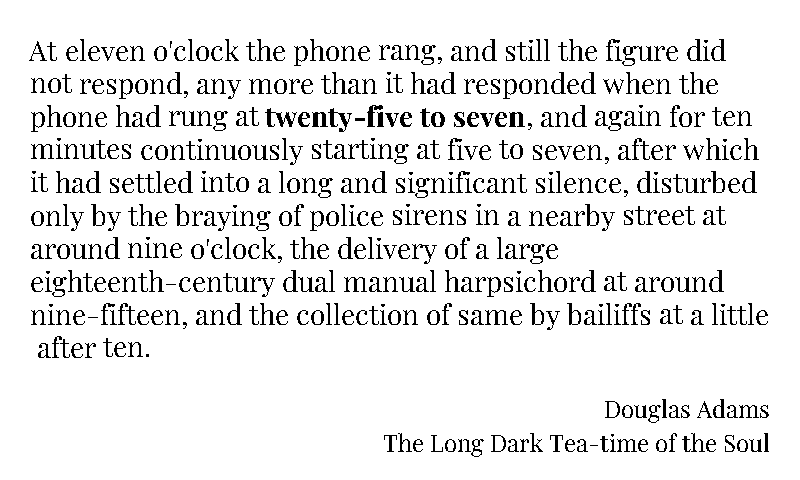 At eleven o'clock the phone rang, and still the figure did
not respond, any more than it had responded when the
phone had rung at twenty-five to seven, and again for ten
minutes continuously starting at five to seven, after which
it had settled into a long and significant silence, disturbed
only by the braying of police sirens in a nearby street at
around nine o'clock, the delivery of a large
eighteenth-century dual manual harpsichord at around
nine-fifteen, and the collection of same by bailiffs at a little
after ten.
Douglas Adams
The Long Dark Tea-time of the Soul